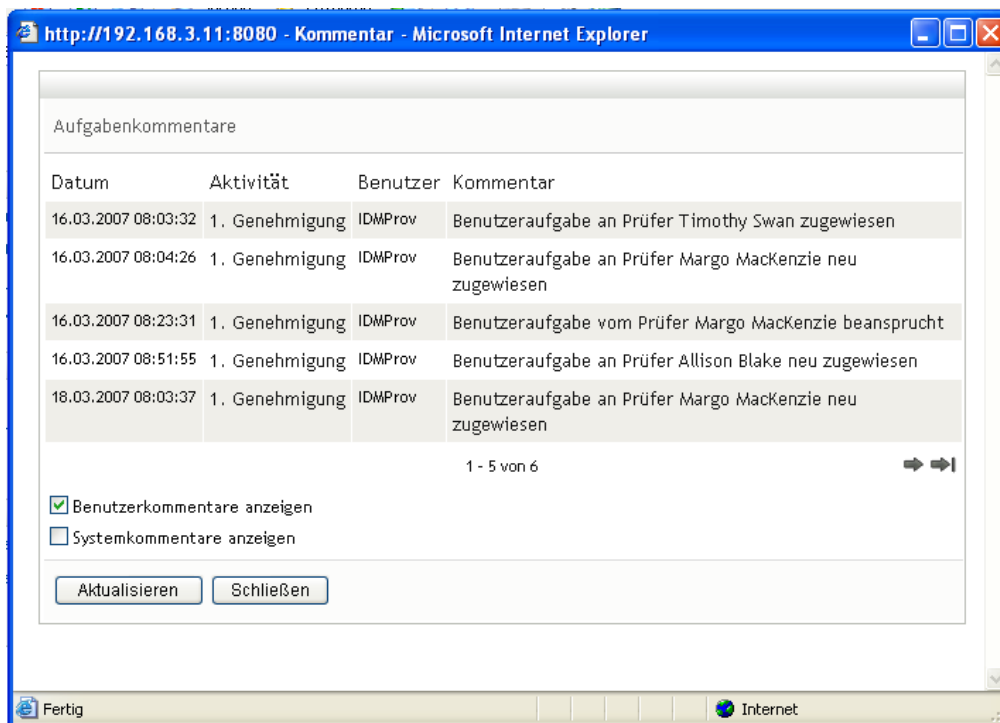 http://192.168.3.11:8080 - Kommentar - Microsoft Internet Explorer
Aufgabenkommentare
Datum Aktivität Benutzer Kommentar
16.03.2007 08:03:32 1. Genehmigung IDMProv Benutzeraufgabe an Prüfer Timothy Swan zugewiesen
16.03.2007 08:04:26 1. Genehmigung IDMProv Benutzeraufgabe an Prüfer Margo MacKenzie neu
zugewiesen
16.03.2007 08:23:31 1. Genehmigung IDMProv Benutzeraufgabe vom Prüfer Margo MacKenzie beansprucht
16.03.2007 08:51:55 1. Genehmigung IDMProv Benutzeraufgabe an Prüfer Allison Blake neu zugewiesen
18.03.2007 08:03:37 1. Genehmigung IDMProv Benutzeraufgabe an Prüfer Margo MacKenzie neu
zugewiesen
1 - 5 von 6
Benutzerkommentare anzeigen
Systemkommentare anzeigen
Aktualisieren Schließen
Fertig Internet